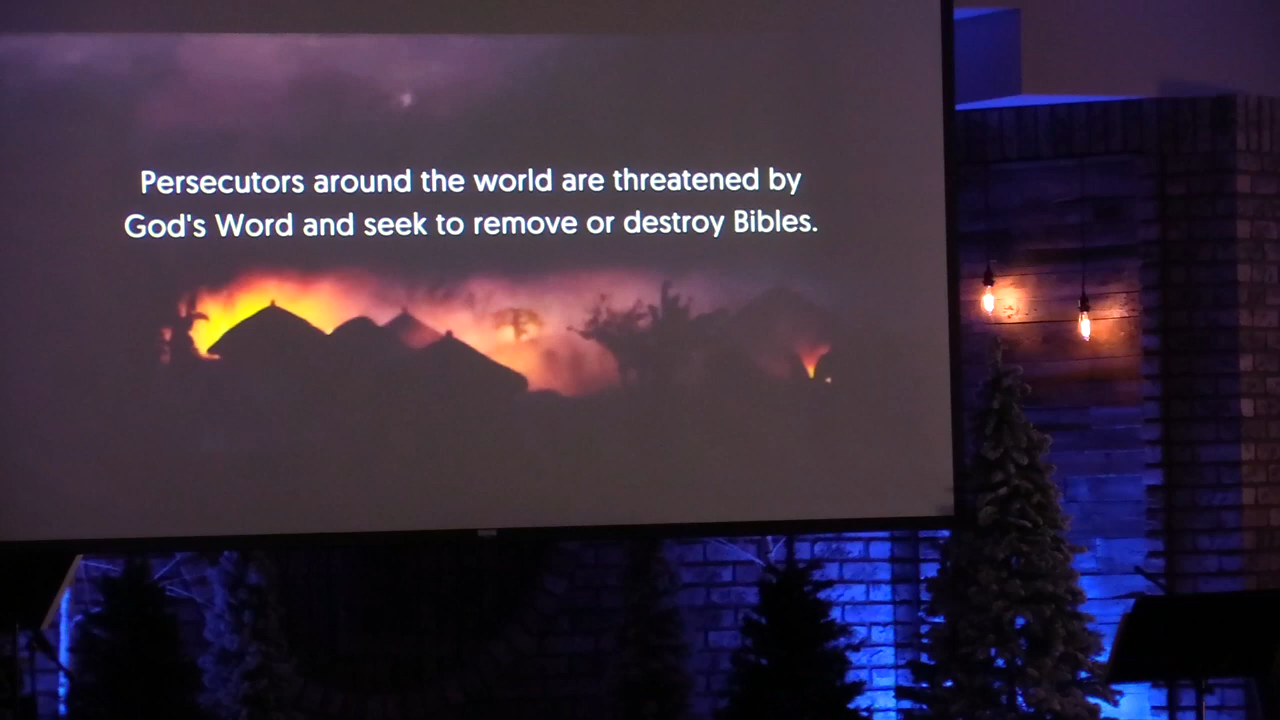 Persecutors around the world are threatened by
God's Word and seek to remove or destroy Bibles.